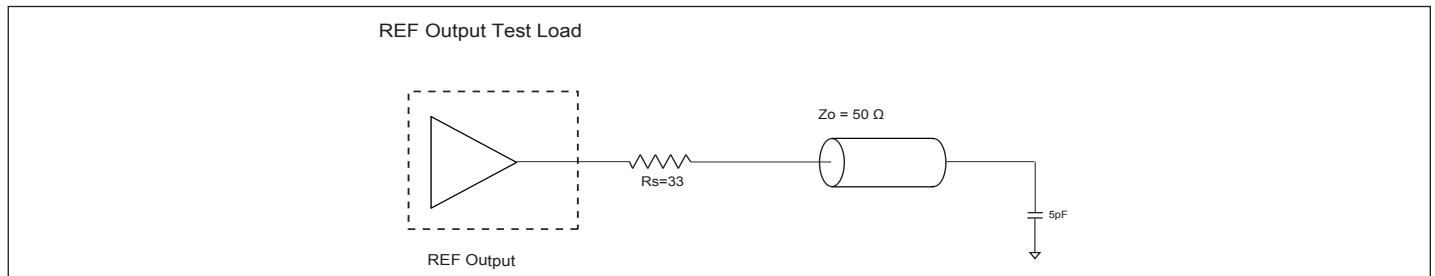 REF Output Test Load
Zo = 50 Ω
Rs=33
5pF
REF Output